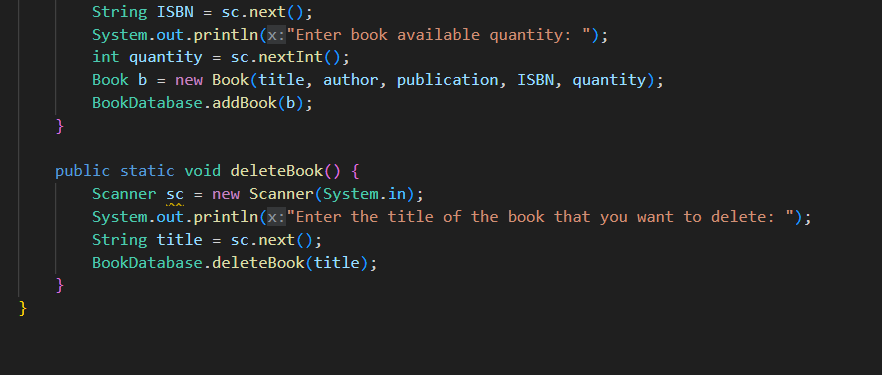 String ISBN = sc.next();
System.out.println(x:"Enter book available quantity: ");
int quantity = sc.nextInt();
Book b = new Book(title, author, publication, ISBN, quantity);
BookDatabase.addBook(b);
}
public static void deleteBook() {
Scanner sc = new Scanner(System.in);
System.out.println(x:"Enter the title of the book that you want to delete: ");
String title = sc.next();
BookDatabase.deleteBook(title);
}
}